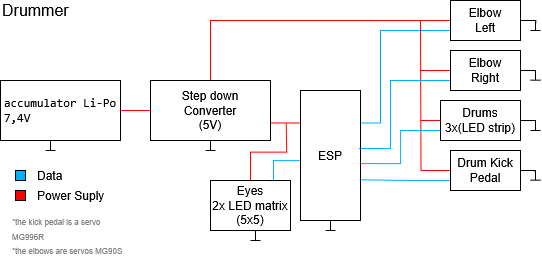 Drummer
Elbow
Left
Elbow
Right
accumulator Li-Po
7,4V
Step down
Converter
(5V)
ESP
Drums
3x(LED strip)
Drum Kick
Pedal
Eyes
2x LED matrix
(5x5)
Data
Power Suply
*the kick pedal is a servo
MG996R
*the elbows are servos MG90S